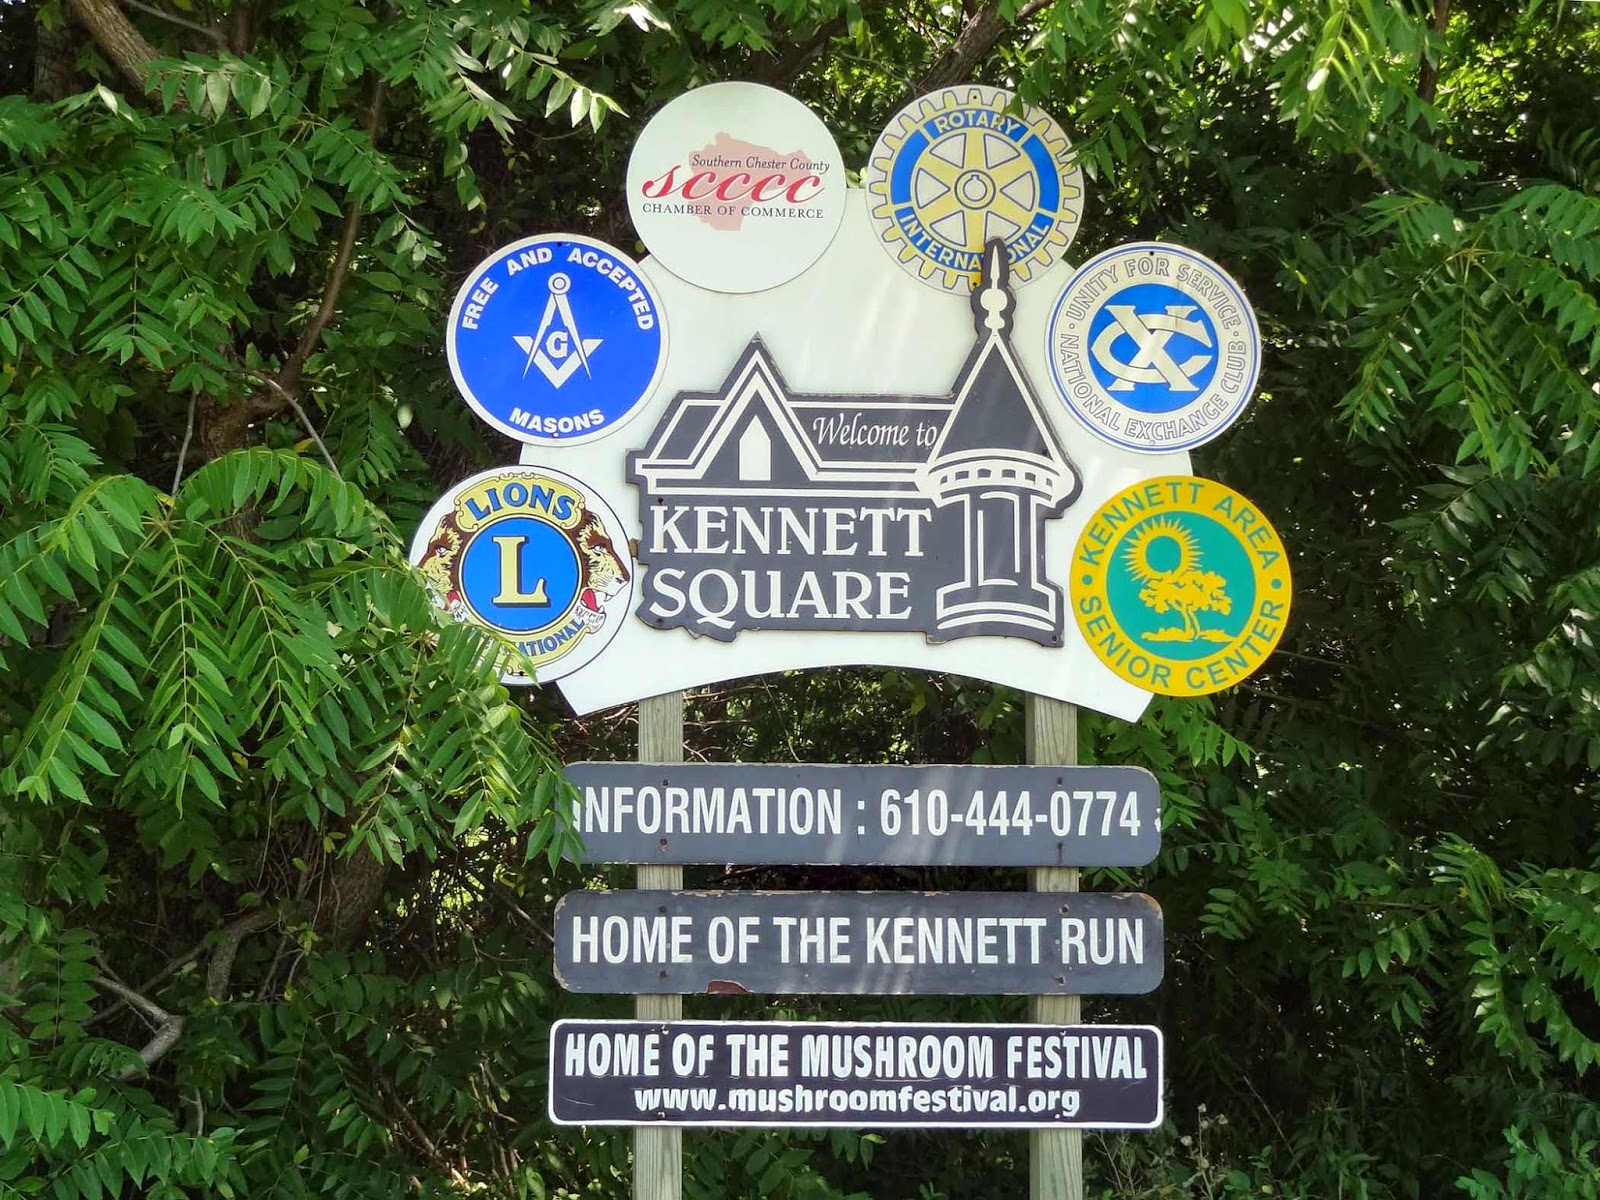 Southern Chester County
scccc
CHAMBER OF COMMERCE
ROTARY
INTERNATIONAL
FREE AND ACCEPTED
MASONS
G
· UNITY FOR SERVICE ·
NATIONAL EXCHANGE CLUB
XC
Welcome to
KENNETT
SQUARE
LIONS
L
KENNETT AREA
SENIOR CENTER
INFORMATION : 610-444-0774
HOME OF THE KENNETT RUN
HOME OF THE MUSHROOM FESTIVAL
www.mushroomfestival.org